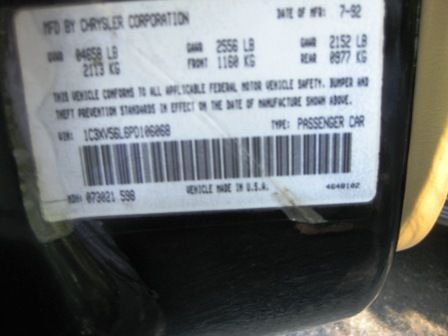 MFD BY CHRYSLER CORPORATION DATE OF MFR 7-92
GVWR 04658 LB GAWR 2556 LB GAWR 2152 LB
2113 KG FRONT 1160 KG REAR 0977 KG
THIS VEHICLE CONFORMS TO ALL APPLICABLE FEDERAL MOTOR VEHICLE SAFETY, BUMPER AND
THEFT PREVENTION STANDARDS IN EFFECT ON THE DATE OF MANUFACTURE SHOWN ABOVE.
VIN: 1C3XV56L6PD106068 TYPE: PASSENGER CAR
MDH: 073021 598 VEHICLE MADE IN U.S.A. 4648102